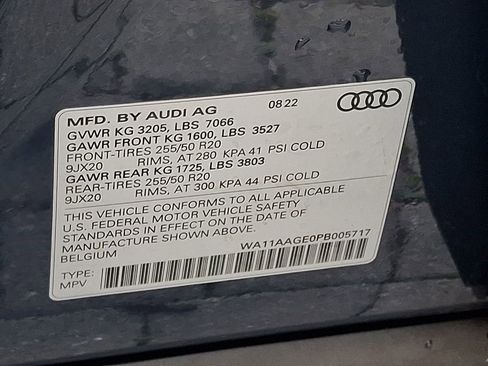 MFD. BY AUDI AG 08.22
GVWR KG 3205, LBS 7066
GAWR FRONT KG 1600, LBS 3527
FRONT-TIRES 255/50 R20
9JX20 RIMS, AT 280 KPA 41 PSI COLD
GAWR REAR KG 1725, LBS 3803
REAR-TIRES 255/50 R20
9JX20 RIMS, AT 300 KPA 44 PSI COLD
THIS VEHICLE CONFORMS TO ALL APPLICABLE
U.S. FEDERAL MOTOR VEHICLE SAFETY
STANDARDS IN EFFECT ON THE DATE OF
MANUFACTURE SHOWN ABOVE.
BELGIUM
WA11AAGE0PB005717
TYPE:
MPV